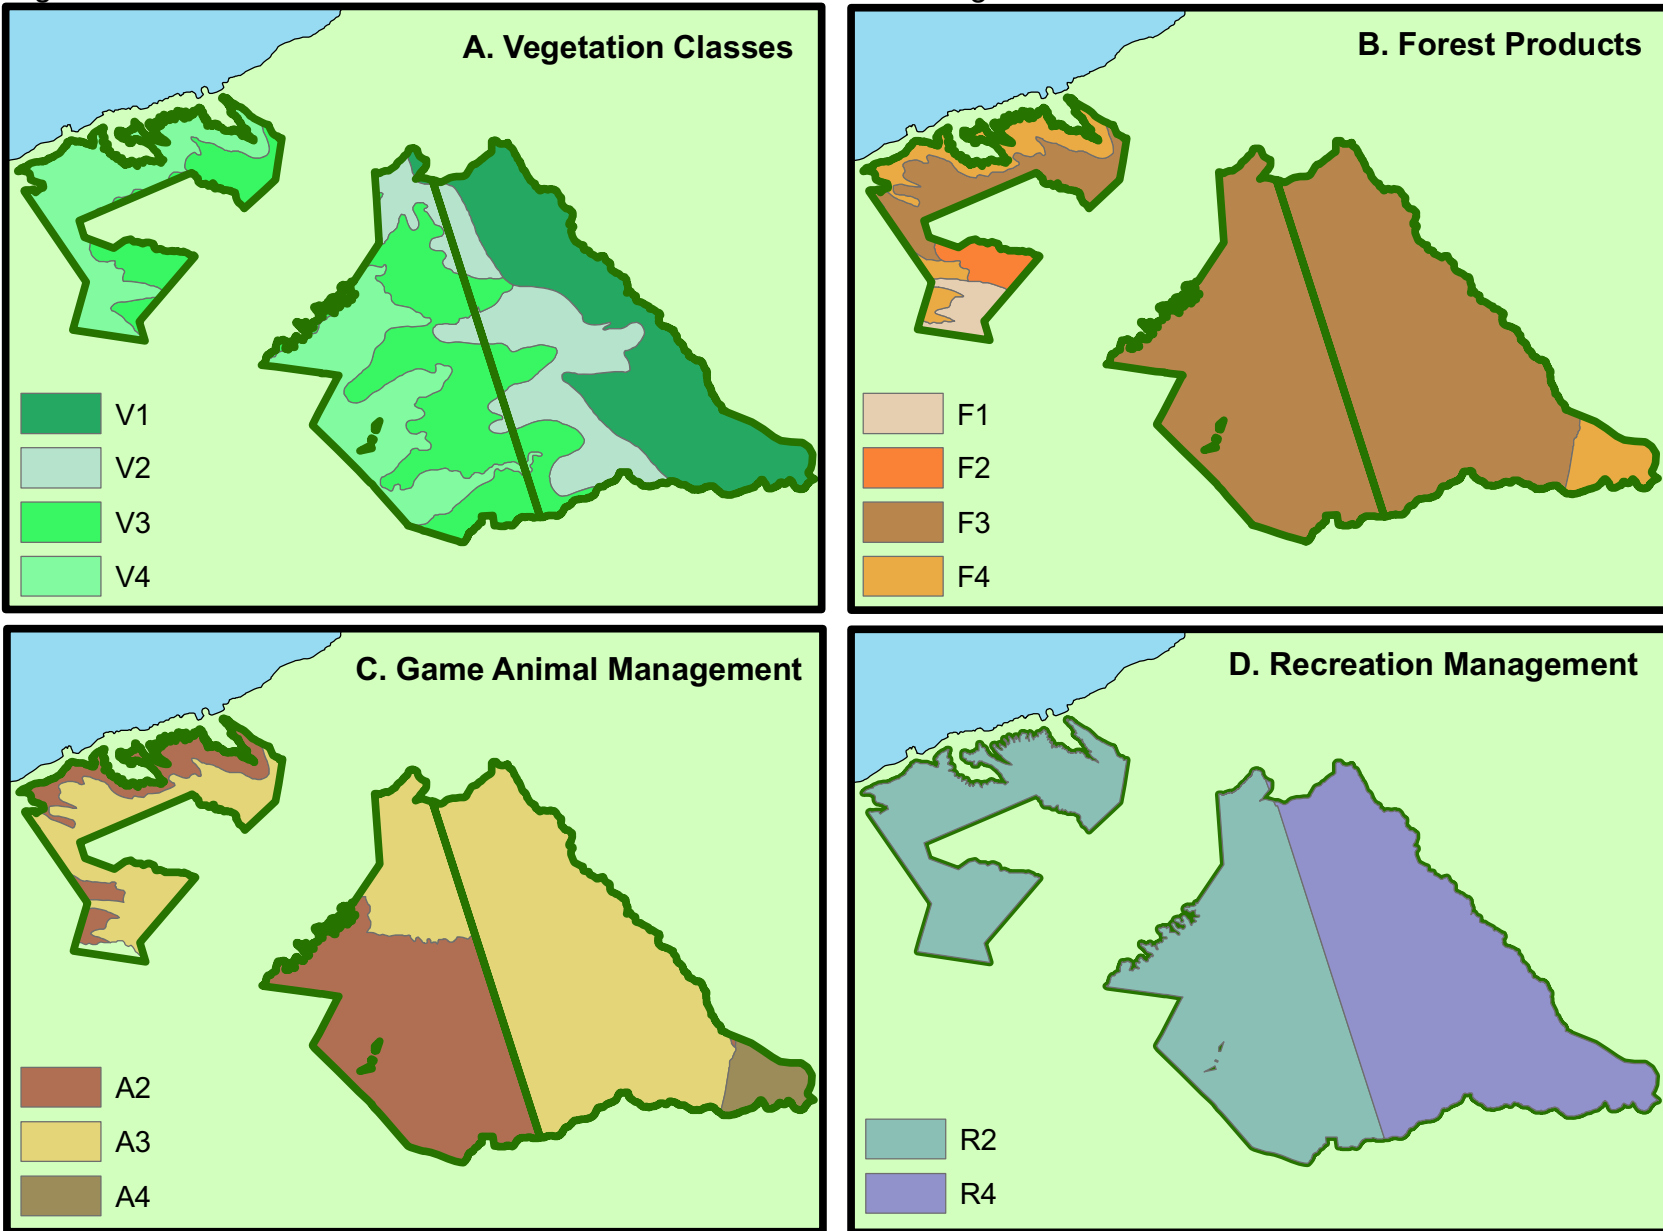 A. Vegetation Classes
V1
V2
V3
V4
B. Forest Products
F1
F2
F3
F4
C. Game Animal Management
A2
A3
A4
D. Recreation Management
R2
R4